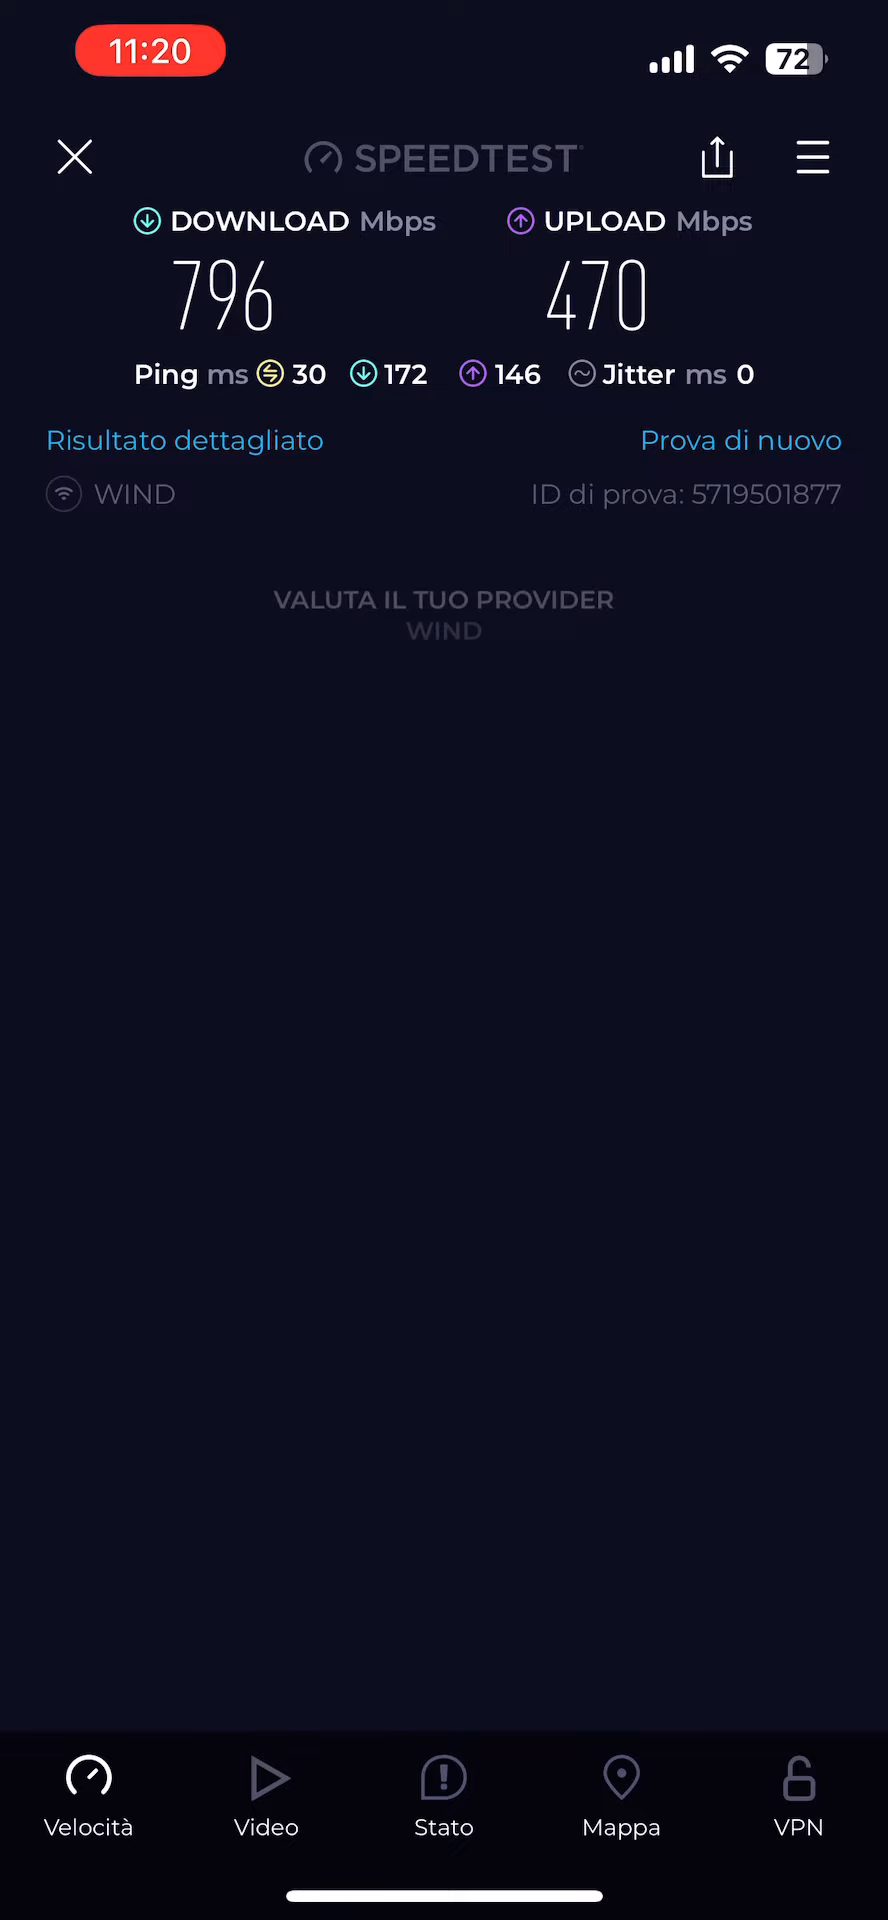 11:20
72
SPEEDTEST
DOWNLOAD Mbps UPLOAD Mbps
796 470
Ping ms 30 172 146 Jitter ms 0
Risultato dettagliato Prova di nuovo
WIND ID di prova: 5719501877
VALUTA IL TUO PROVIDER
WIND
Velocità Video Stato Mappa VPN